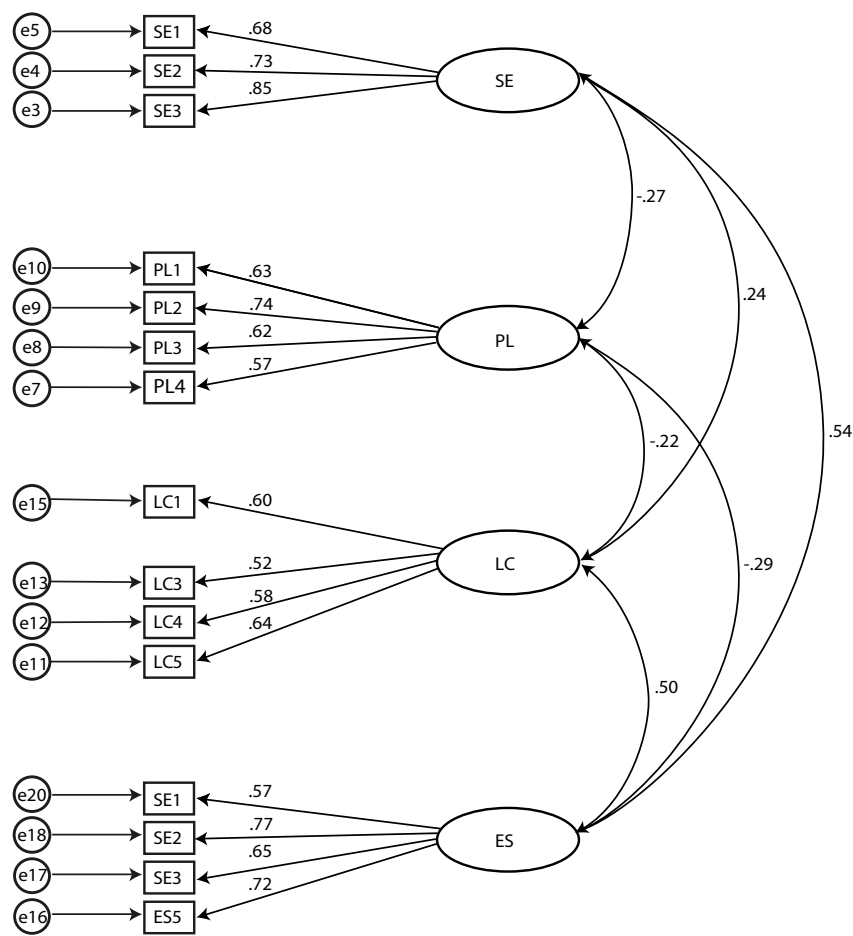 e5 SE1 .68
e4 SE2 .73
e3 SE3 .85
SE
-.27
e10 PL1 .63
e9 PL2 .74
e8 PL3 .62
e7 PL4 .57
PL
.24
-.22
.54
e15 LC1 .60
e13 LC3 .52
e12 LC4 .58
e11 LC5 .64
LC
-.29
.50
e20 SE1 .57
e18 SE2 .77
e17 SE3 .65
e16 ES5 .72
ES